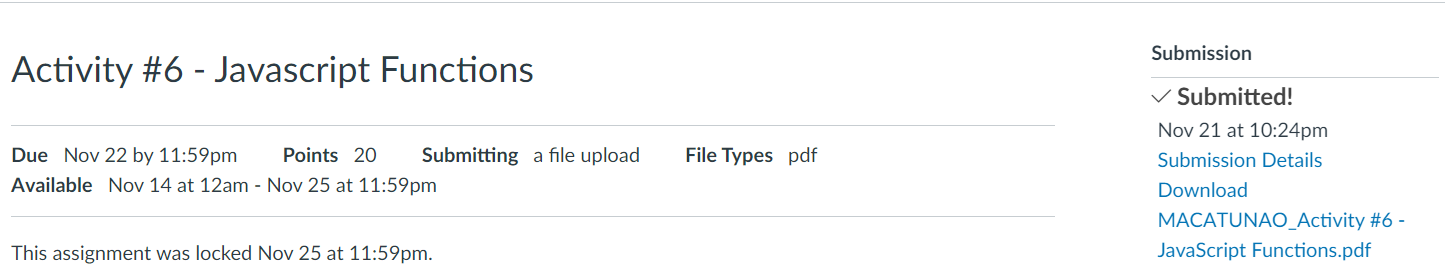 Activity #6 - Javascript Functions
Due Nov 22 by 11:59pm Points 20 Submitting a file upload File Types pdf
Available Nov 14 at 12am - Nov 25 at 11:59pm
This assignment was locked Nov 25 at 11:59pm.
Submission
Submitted!
Nov 21 at 10:24pm
Submission Details
Download
MACATUNAO_Activity #6 -
JavaScript Functions.pdf